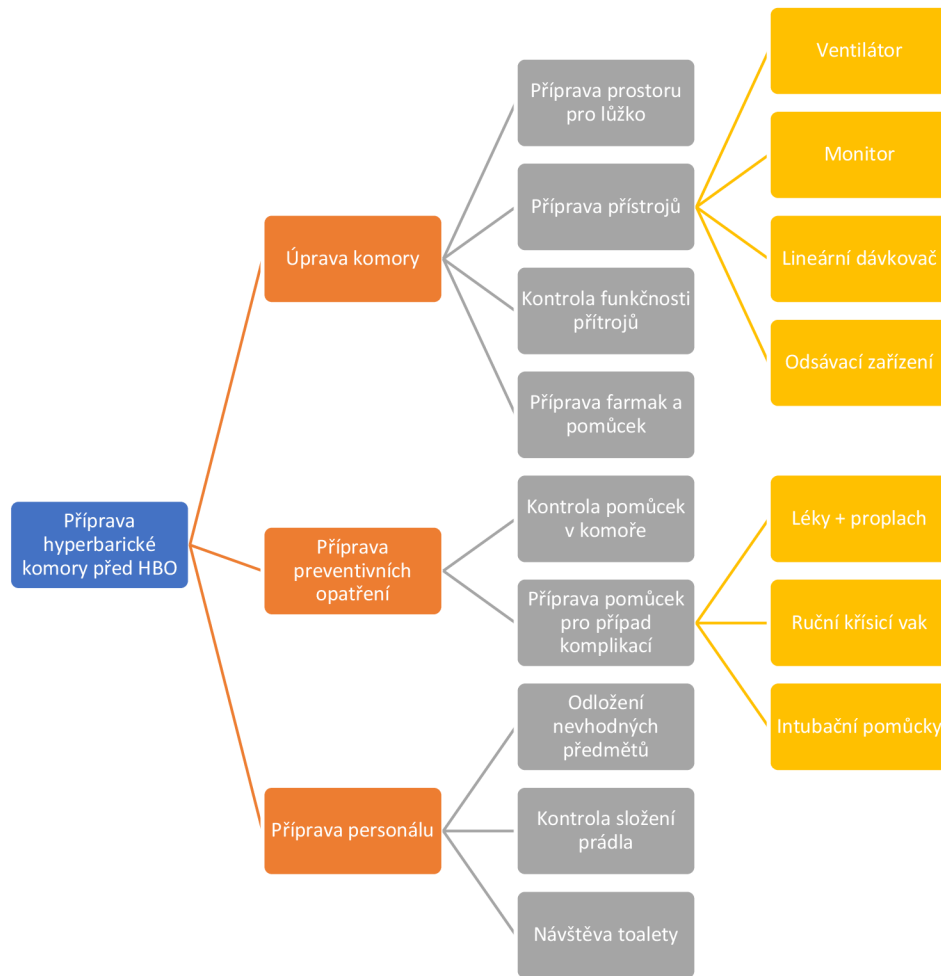 Ventilátor
Příprava prostoru
pro lůžko
Monitor
Příprava přístrojů
Úprava komory
Lineární dávkovač
Kontrola funkčnosti
přítrojů
Odsávací zařízení
Příprava farmak a
pomůcek
Kontrola pomůcek
v komoře
Léky + proplach
Příprava
hyperbarické
komory před HBO
Příprava
preventivních
opatření
Příprava pomůcek
pro případ
komplikací
Ruční křísicí vak
Odložení
nevhodných
předmětů
Intubační pomůcky
Příprava personálu
Kontrola složení
prádla
Návštěva toalety